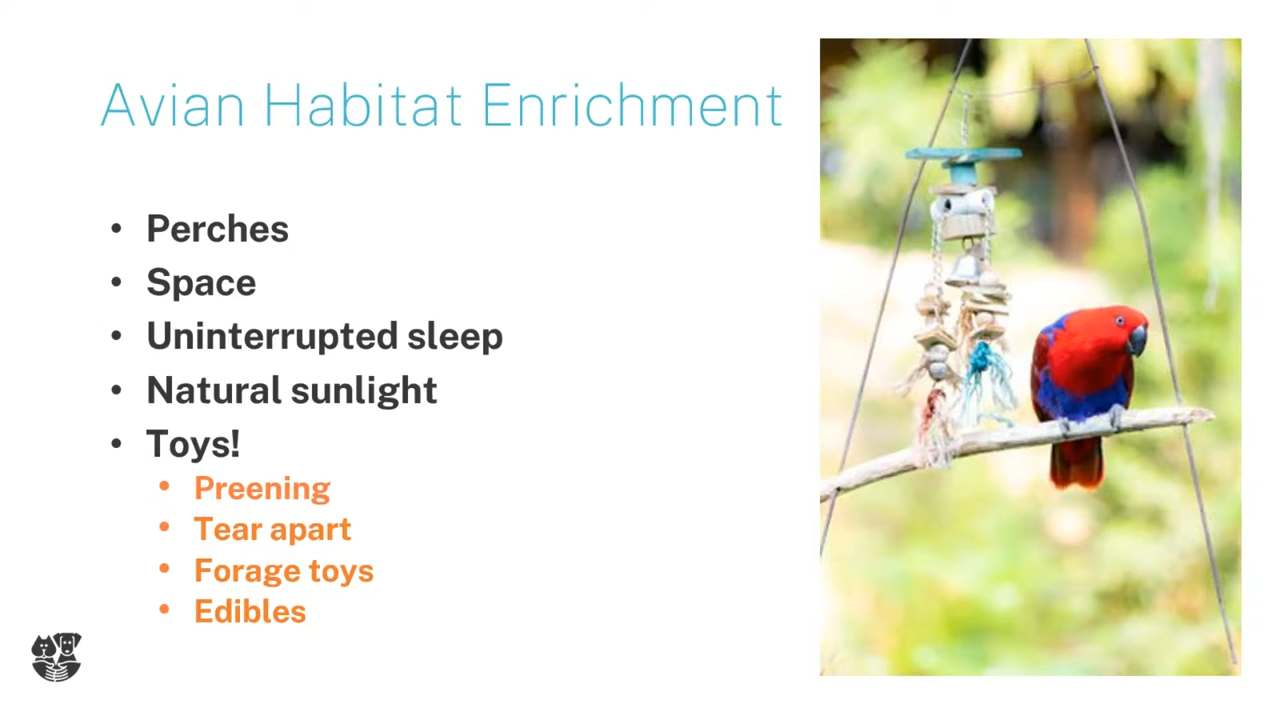 Avian Habitat Enrichment
• Perches
• Space
• Uninterrupted sleep
• Natural sunlight
• Toys!
• Preening
• Tear apart
• Forage toys
• Edibles